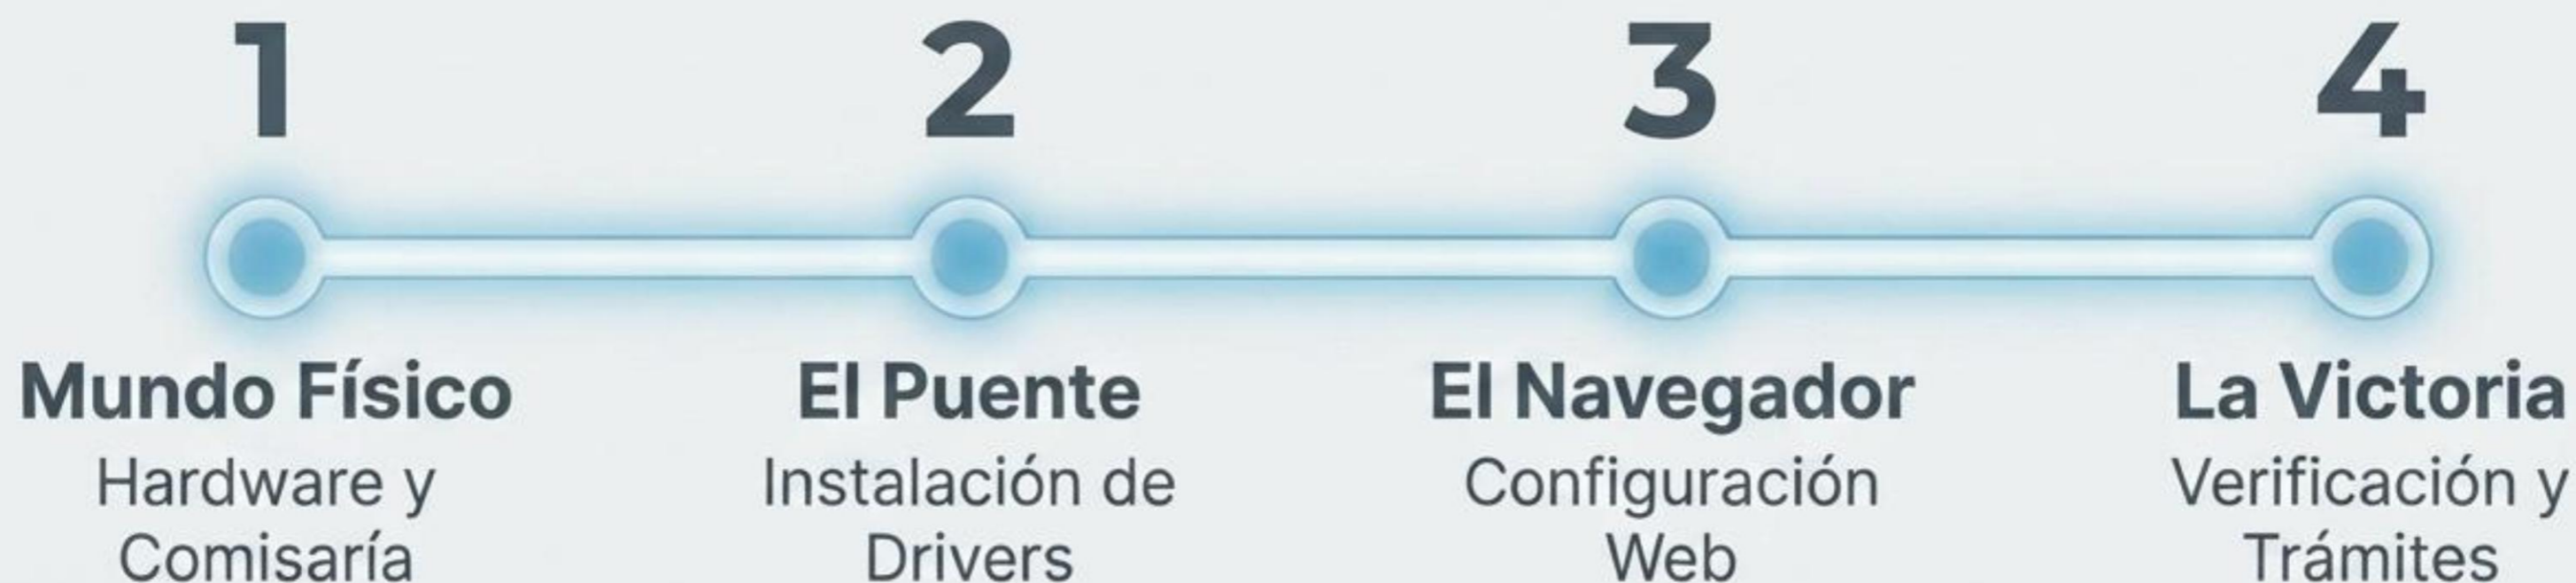 1
2
3
4
Mundo Físico
Hardware y
Comisaría
El Puente
Instalación de
Drivers
El Navegador
Configuración
Web
La Victoria
Verificación y
Trámites